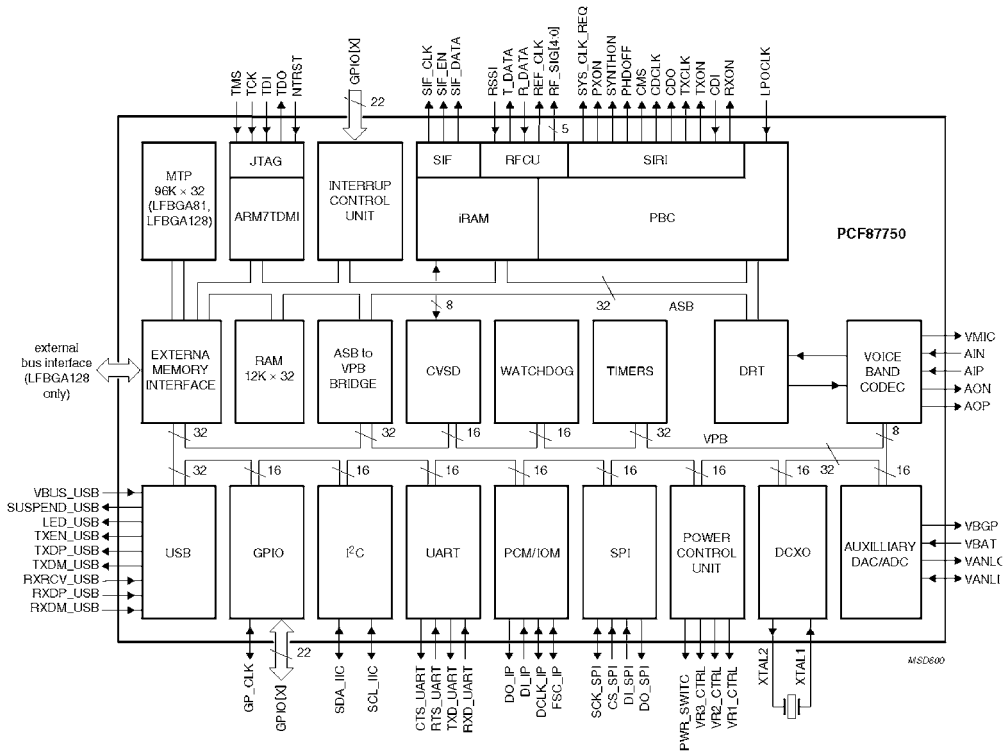 TMS
TCK
TDI
TDO
NTRST
GPIO[X]
22
SIF_CLK
SIF_EN
SIF_DATA
RSSI
T_DATA
R_DATA
REF_CLK
RF_SIG[4:0]
5
SYS_CLK_REQ
PXON
SYNTHON
PHDOFF
CMS
CDCLK
CDO
TXCLK
TXON
CDI
RXON
LPOCLK
MTP
96K × 32
(LFBGA81,
LFBGA128)
JTAG
ARM7TDMI
INTERRUP
CONTROL
UNIT
SIF
RFCU
SIRI
iRAM
PBC
PCF87750
8
32
ASB
external
bus interface
(LFBGA128
only)
EXTERNA
MEMORY
INTERFACE
RAM
12K × 32
ASB to
VPB
BRIDGE
CVSD
WATCHDOG
TIMERS
DRT
VOICE
BAND
CODEC
VMIC
AIN
AIP
AON
AOP
32
32
16
16
32
VPB
32
8
32
16
16
16
16
16
16
16
16
VBUS_USB
SUSPEND_USB
LED_USB
TXEN_USB
TXDP_USB
TXDM_USB
RXRCV_USB
RXDP_USB
RXDM_USB
USB
GPIO
I²C
UART
PCM/IOM
SPI
POWER
CONTROL
UNIT
DCXO
AUXILLIARY
DAC/ADC
VBGP
VBAT
VANLO
VANLI
GP_CLK
GPIO[X]
22
SDA_IIC
SCL_IIC
CTS_UART
RTS_UART
TXD_UART
RXD_UART
DO_IP
DI_IP
DCLK_IP
FSC_IP
SCK_SPI
CS_SPI
DI_SPI
DO_SPI
PWR_SWITC
VR3_CTRL
VR2_CTRL
VR1_CTRL
XTAL2
XTAL1
MSD600